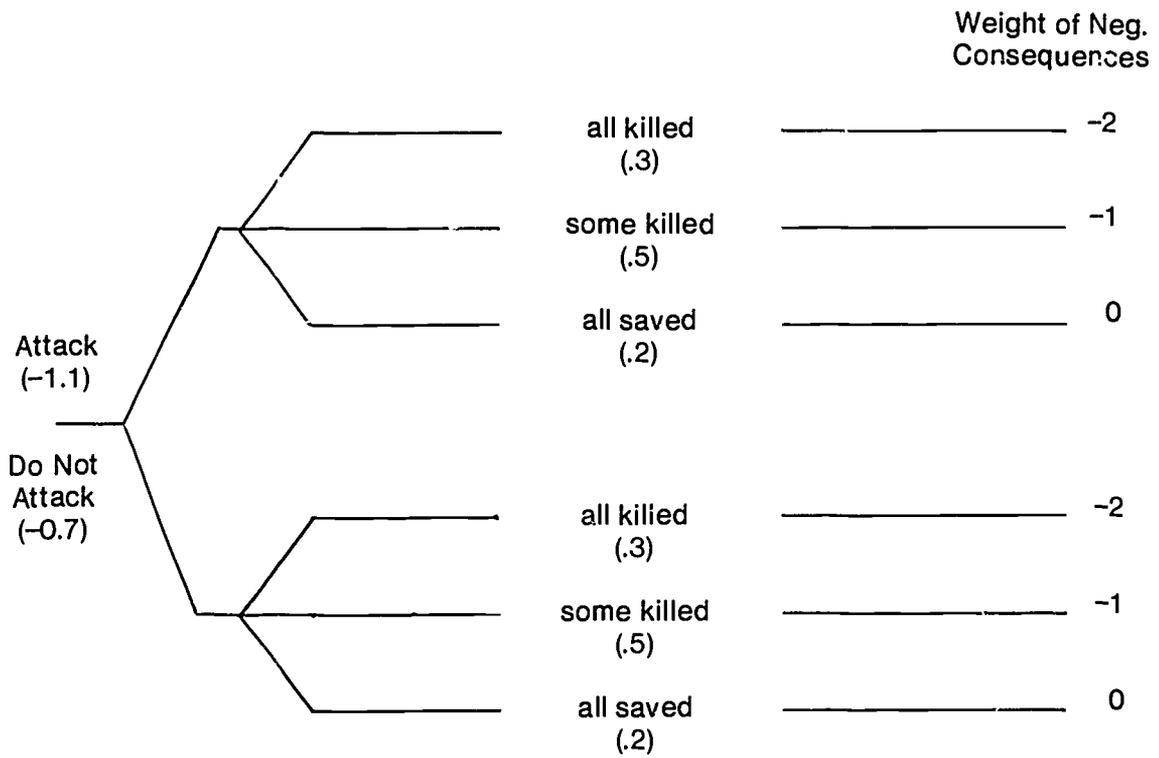 Weight of Neg.
Consequences
all killed
(.3)
-2
some killed
(.5)
-1
all saved
(.2)
0
Attack
(-1.1)
Do Not
Attack
(-0.7)
all kilied
(.3)
-2
some killed
(.5)
-1
all saved
(.2)
0